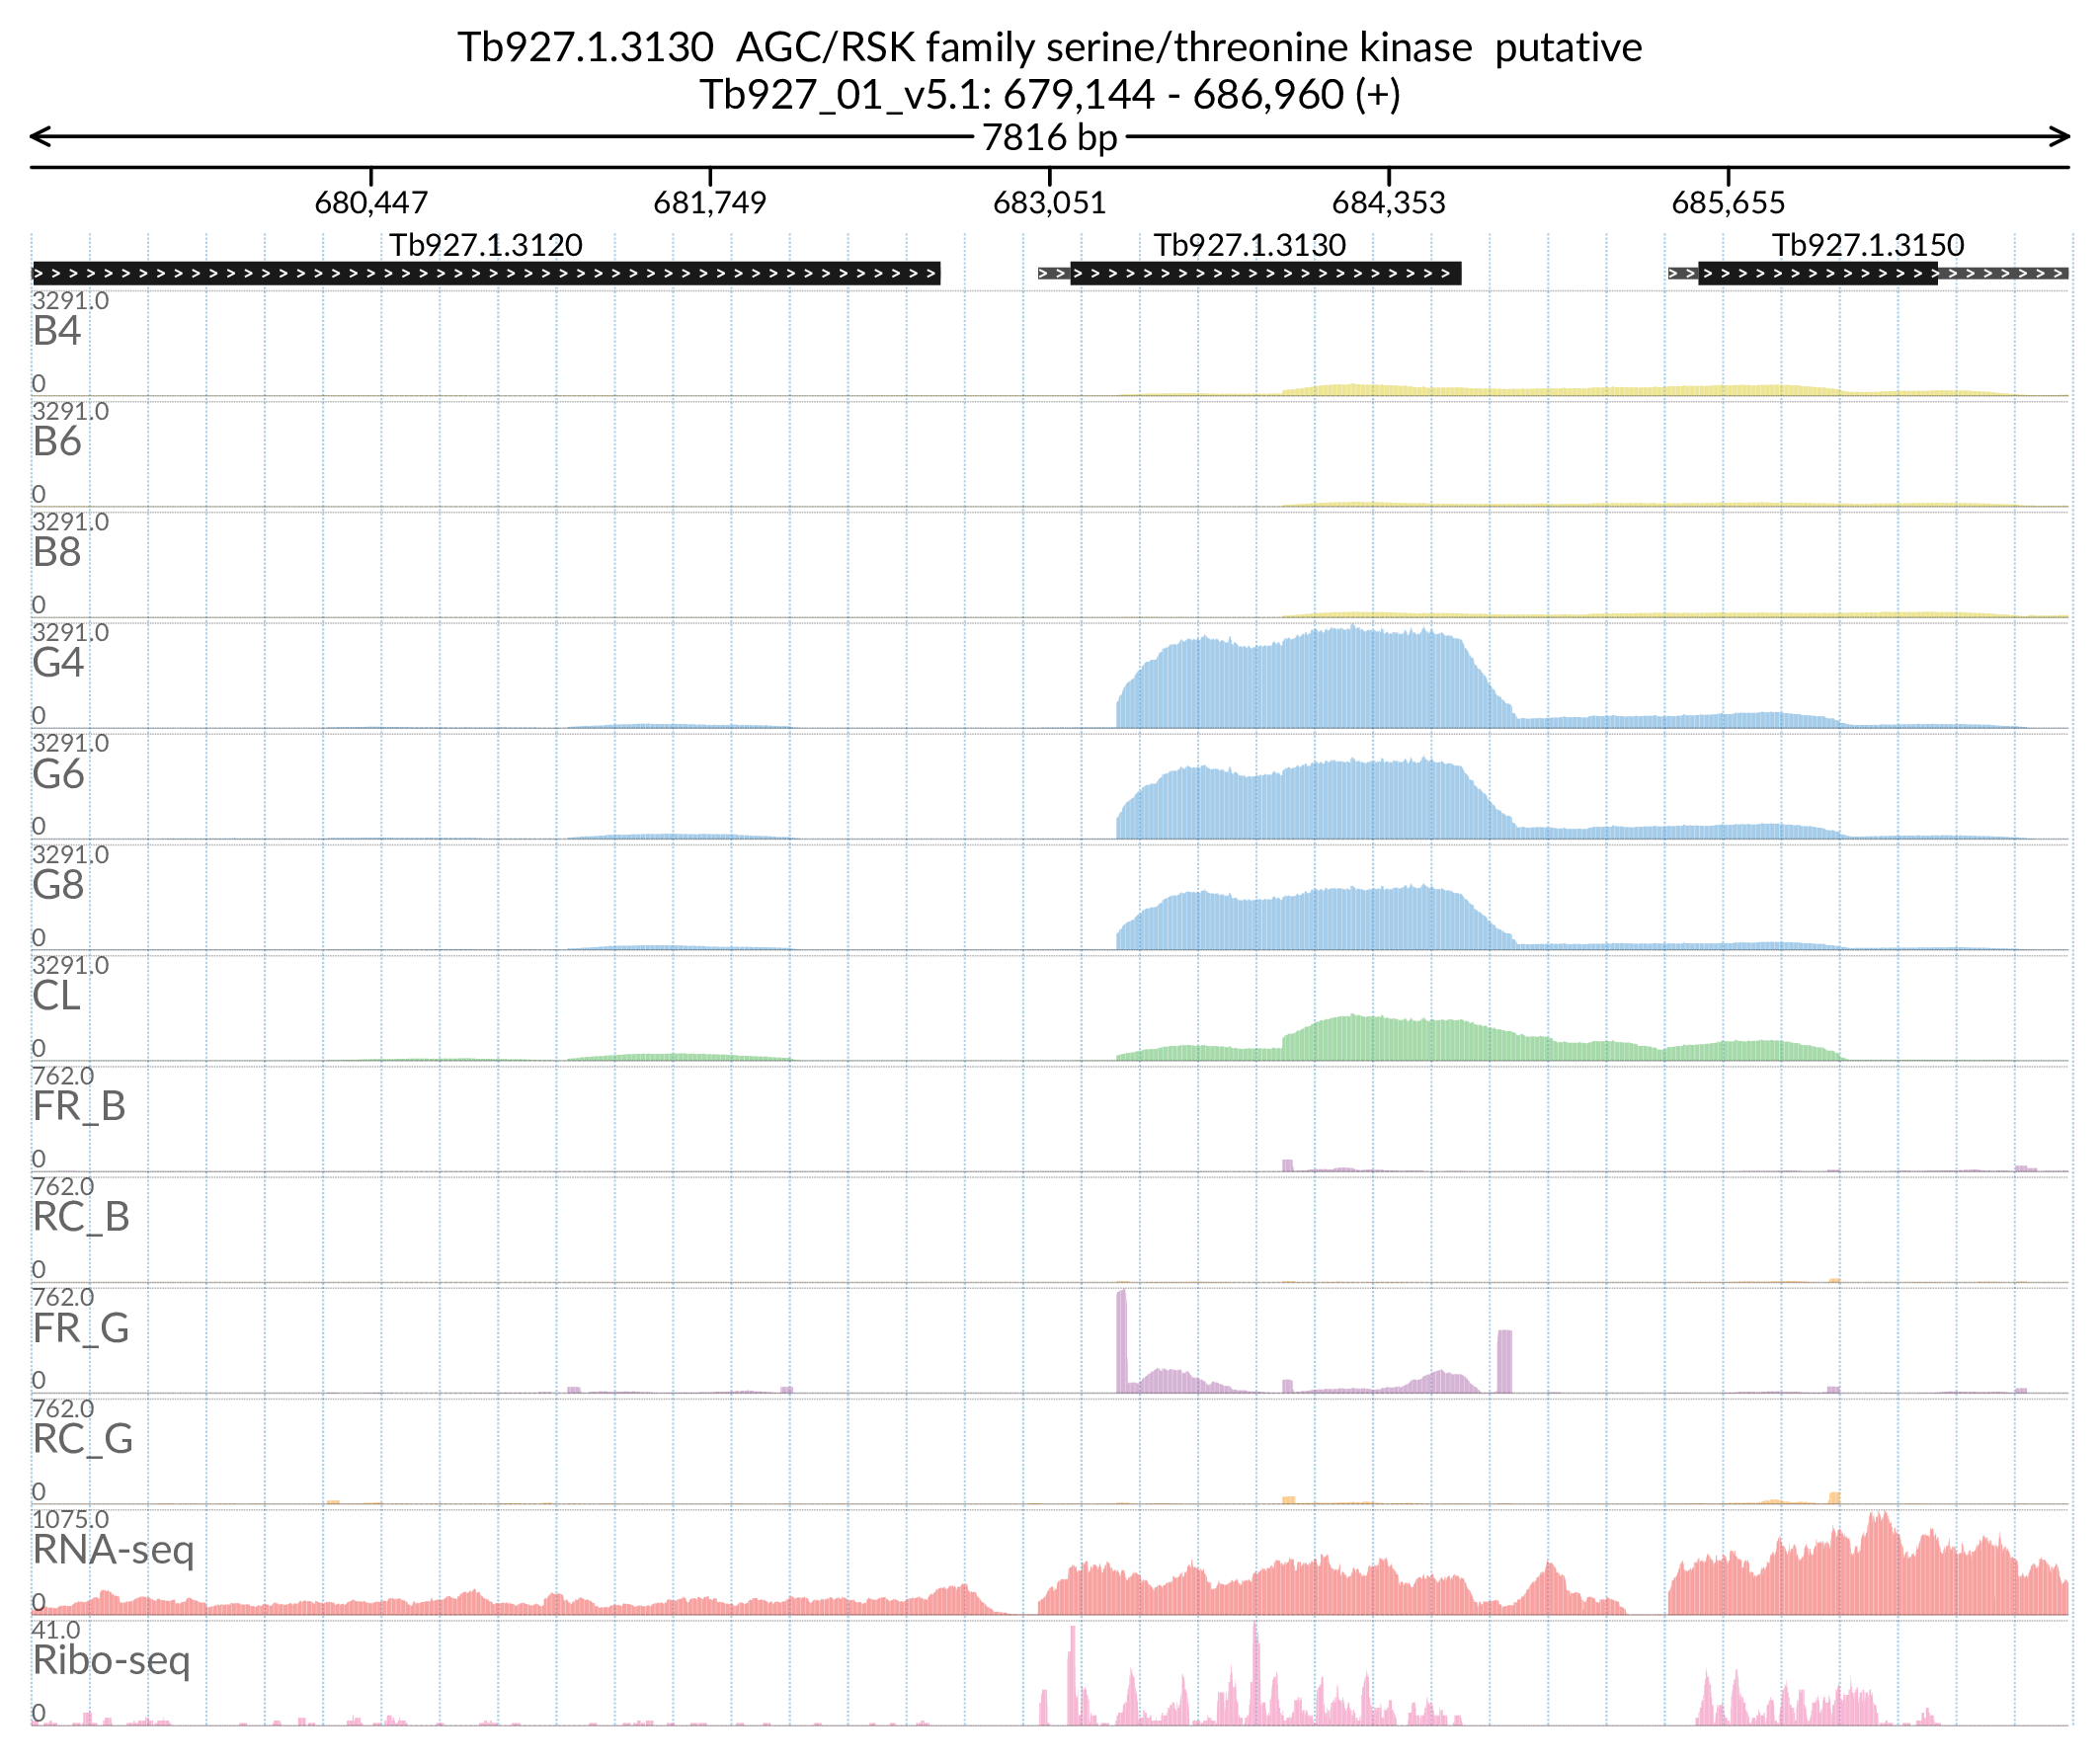 Tb927.1.3130  AGC/RSK family serine/threonine kinase  putative
Tb927_01_v5.1: 679,144 - 686,960 (+)
7816 bp
680,447 681,749 683,051 684,353 685,655
Tb927.1.3120 Tb927.1.3130 Tb927.1.3150
3291.0
B4
0
3291.0
B6
0
3291.0
B8
0
3291.0
G4
0
3291.0
G6
0
3291.0
G8
0
3291.0
CL
0
762.0
FR_B
0
762.0
RC_B
0
762.0
FR_G
0
762.0
RC_G
0
1075.0
RNA-seq
0
41.0
Ribo-seq
0